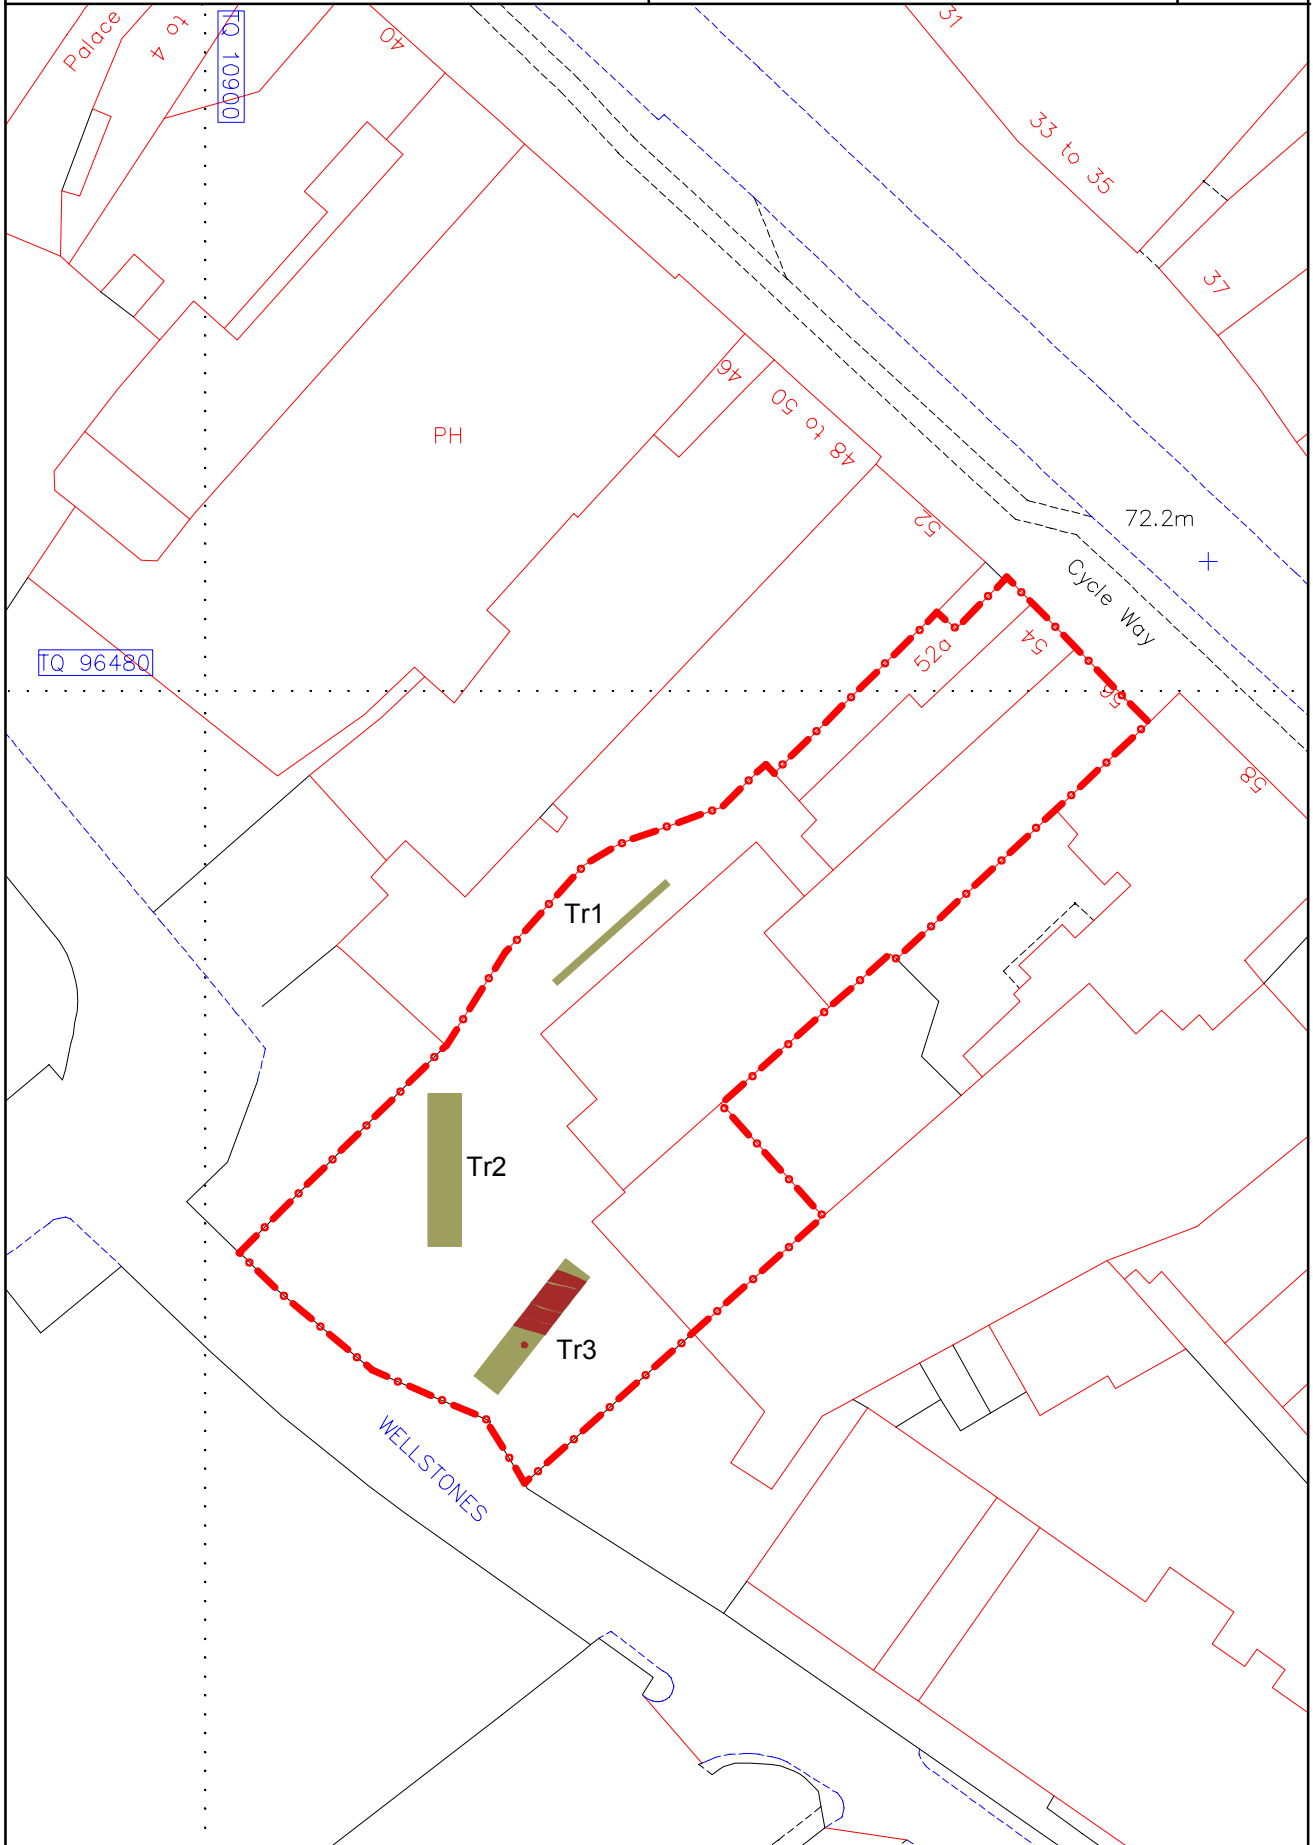 Palace
to 4
TQ 10900
40
31
33 to 35
37
46
48 to 50
PH
52
72.2m
Cycle Way
TQ 96480
52a
54
56
58
Tr1
Tr2
Tr3
WELLSTONES